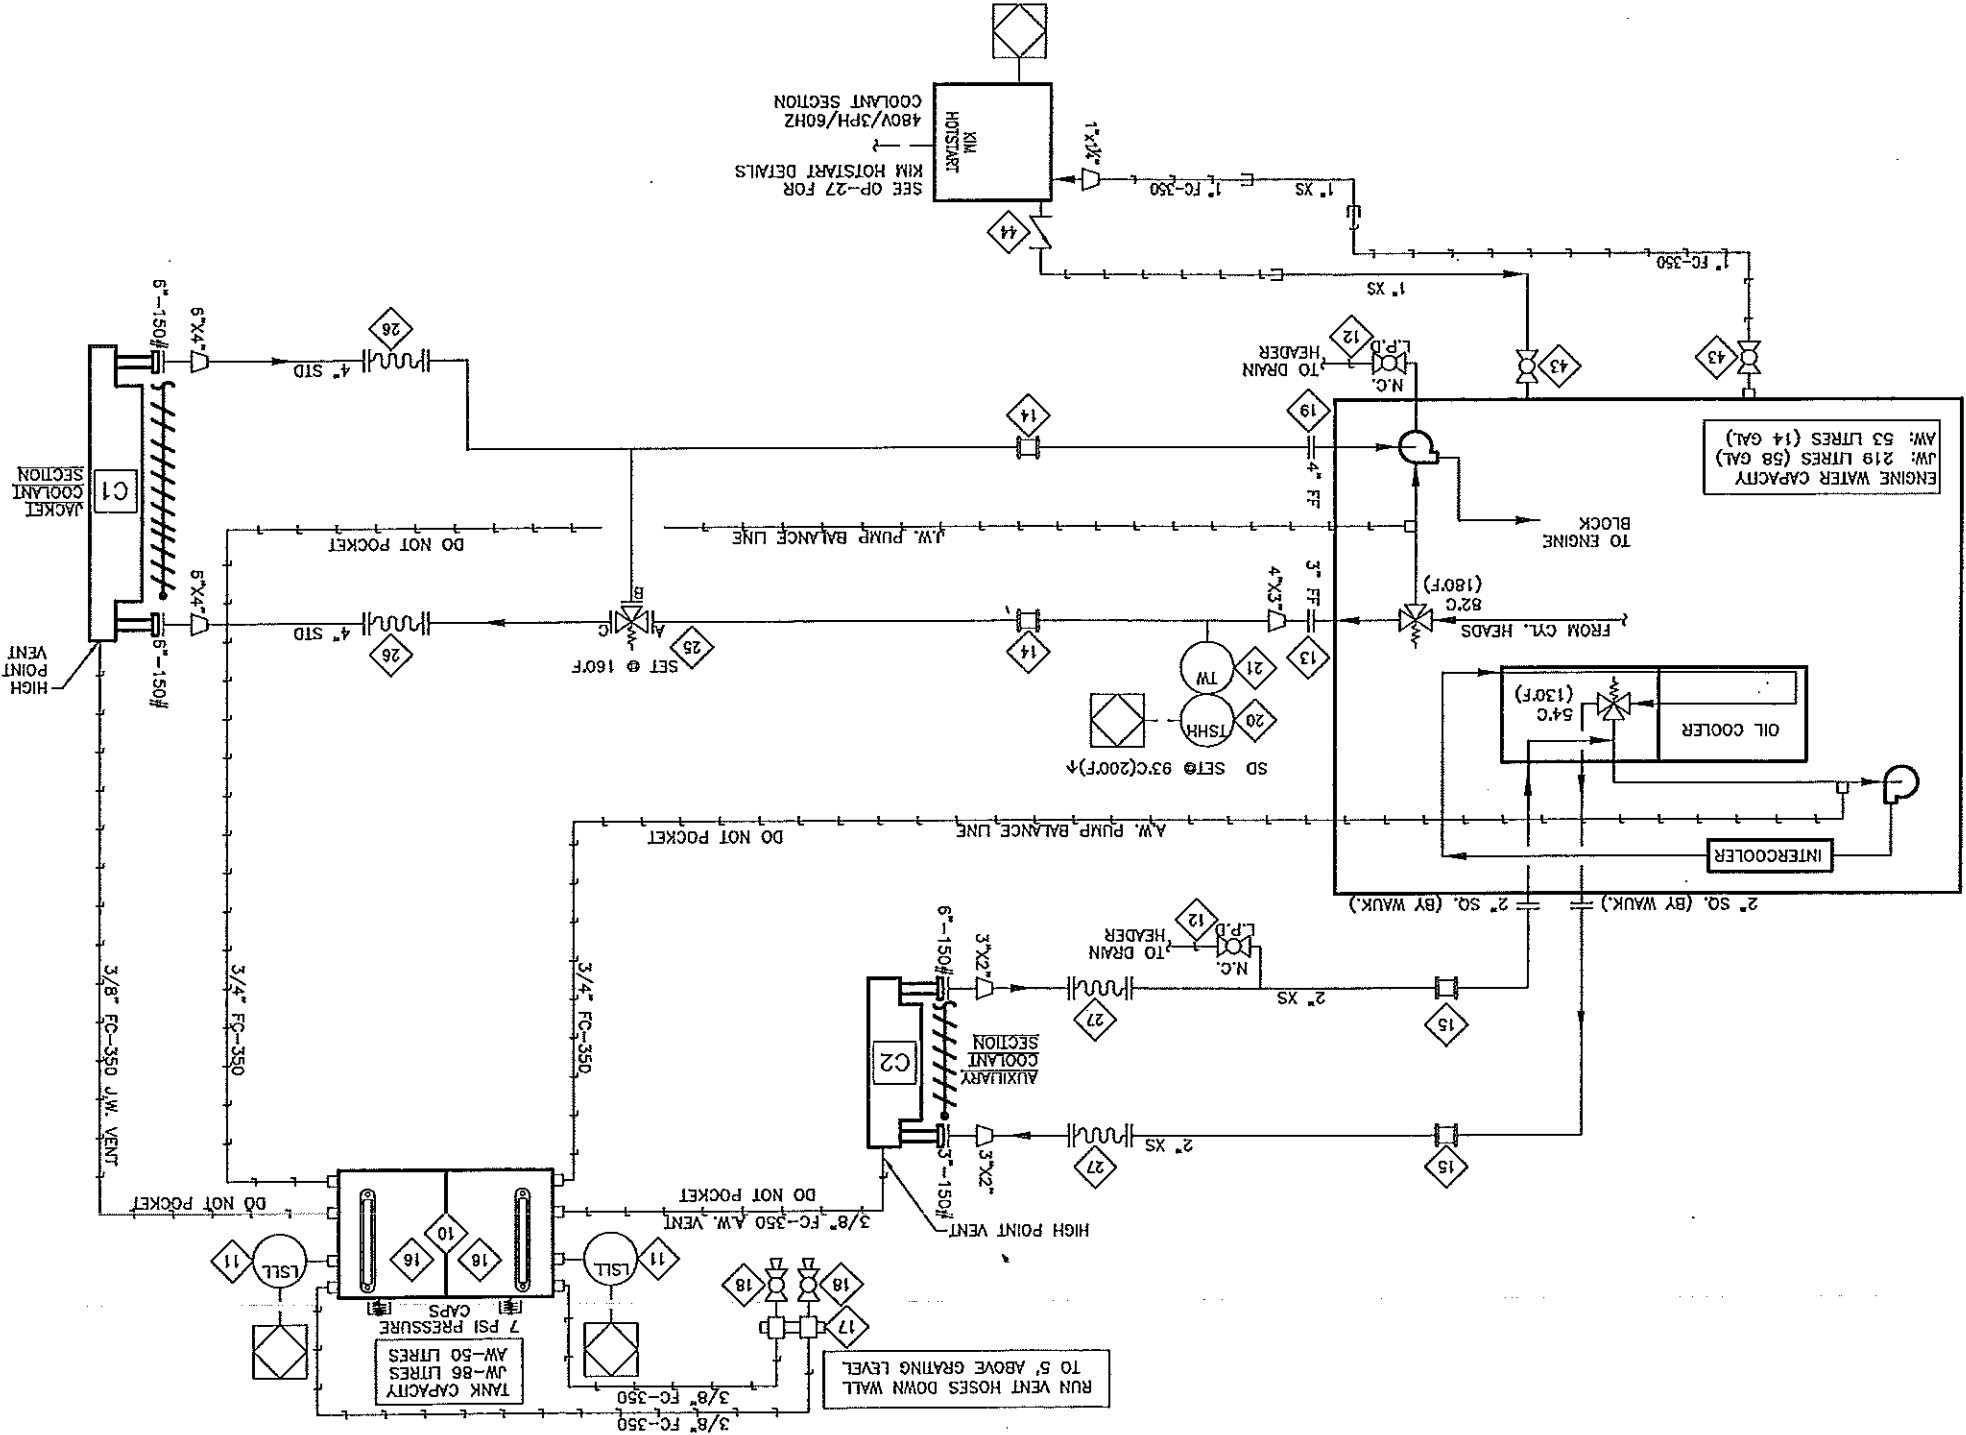 3/8" FC-350
3/8" FC-350
RUN VENT HOSES DOWN WALL
TO 5' ABOVE GRATING LEVEL
TANK CAPACITY
JW-86 LITRES
AW-50 LITRES
7 PSI PRESSURE
CAPS
17
18
18
11
LSLL
16
10
16
LSLL
11
HIGH POINT VENT
3/8" FC-350 A.W. VENT
DO NOT POCKET
DO NOT POCKET
15
2" XS
27
3"X2"
3"-150#
AUXILIARY
COOLANT
SECTION
C2
15
2" XS
27
3"X2"
6"-150#
N.C.
L.P.D
12
TO DRAIN
HEADER
3/4" FC-350
3/4" FC-350
3/8" FC-350 J.W. VENT
2" SQ. (BY WAUK.)
2" SQ. (BY WAUK.)
INTERCOOLER
A.W. PUMP BALANCE LINE
DO NOT POCKET
OIL COOLER
54°C
(130°F)
SD SET@ 93°C(200°F)↑
TSHH
20
TW
21
FROM CYL. HEADS
82°C
(180°F)
13
3" FF
4"X3"
14
25
SET @ 160°F
A
B
C
26
4" STD
6"X4"
6"-150#
HIGH
POINT
VENT
TO ENGINE
BLOCK
J.W. PUMP BALANCE LINE
DO NOT POCKET
ENGINE WATER CAPACITY
JW: 219 LITRES (58 GAL)
AW: 53 LITRES (14 GAL)
4" FF
19
14
C1
JACKET
COOLANT
SECTION
26
4" STD
6"X4"
6"-150#
N.C.
L.P.D
12
TO DRAIN
HEADER
43
43
1" FC-350
1" XS
44
1" XS
1" FC-350
1"X1¼"
KIM
HOTSTART
SEE OP-27 FOR
KIM HOTSTART DETAILS
480V/3PH/60HZ
COOLANT SECTION